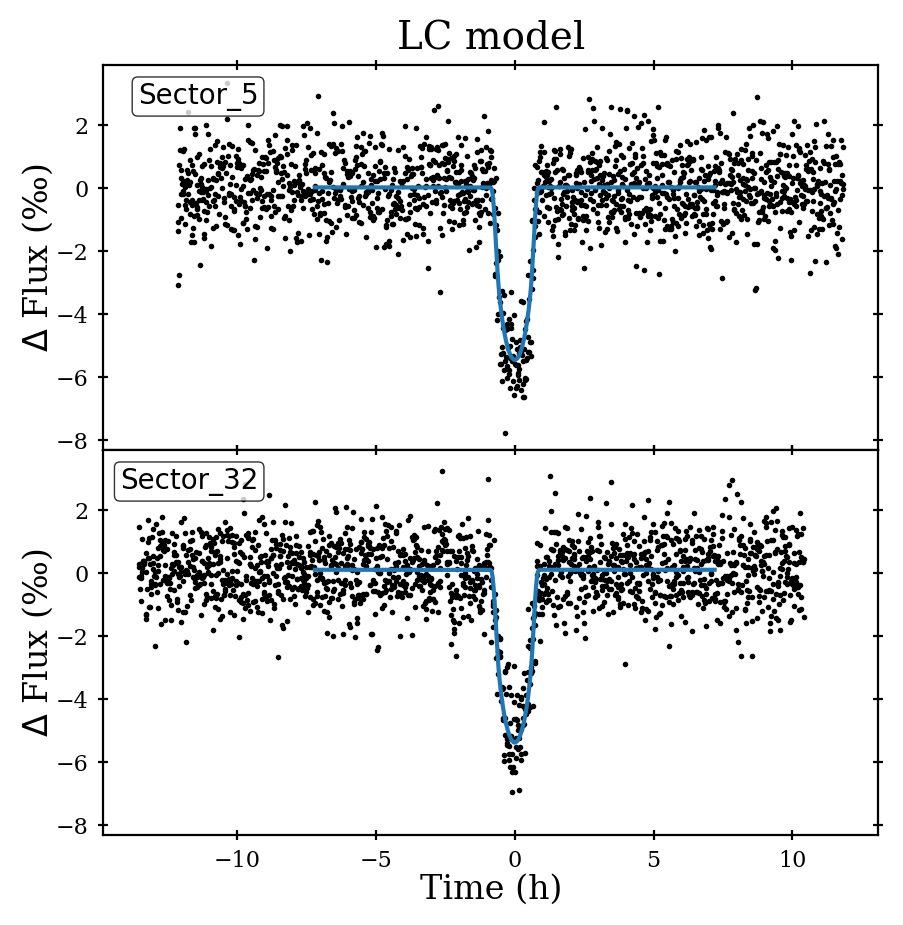 LC model
Sector_5
Δ Flux (‰)
2
0
−2
−4
−6
−8
Sector_32
Δ Flux (‰)
2
0
−2
−4
−6
−8
−10 −5 0 5 10
Time (h)